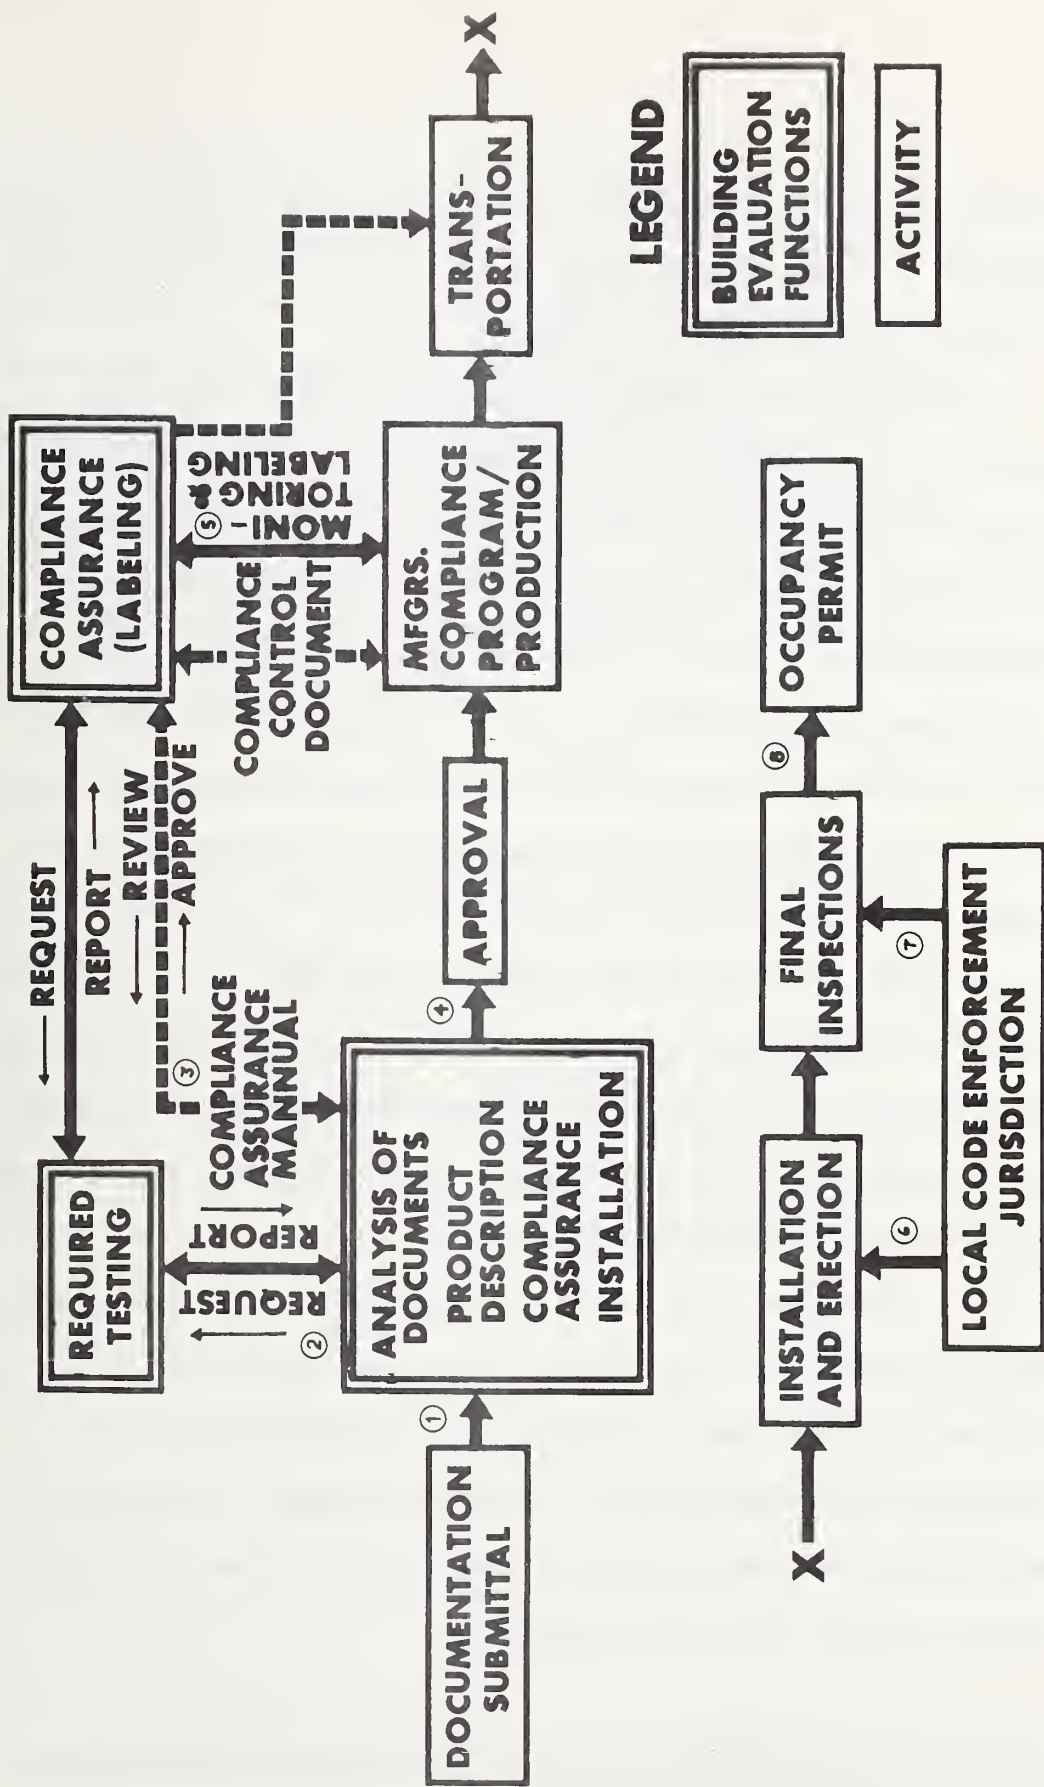 REQUIRED
TESTING
REQUEST
REPORT
REVIEW
APPROVE
COMPLIANCE
ASSURANCE
(LABELING)
REQUEST
REPORT
2
3
COMPLIANCE
ASSURANCE
MANNUAL
COMPLIANCE
CONTROL
DOCUMENT
5
MONI-
TORING &
LABELING
DOCUMENTATION
SUBMITTAL
1
ANALYSIS OF
DOCUMENTS
PRODUCT
DESCRIPTION
COMPLIANCE
ASSURANCE
INSTALLATION
4
APPROVAL
MFGRS.
COMPLIANCE
PROGRAM/
PRODUCTION
TRANS-
PORTATION
X
X
INSTALLATION
AND ERECTION
FINAL
INSPECTIONS
8
OCCUPANCY
PERMIT
6
7
LOCAL CODE ENFORCEMENT
JURISDICTION
LEGEND
BUILDING
EVALUATION
FUNCTIONS
ACTIVITY